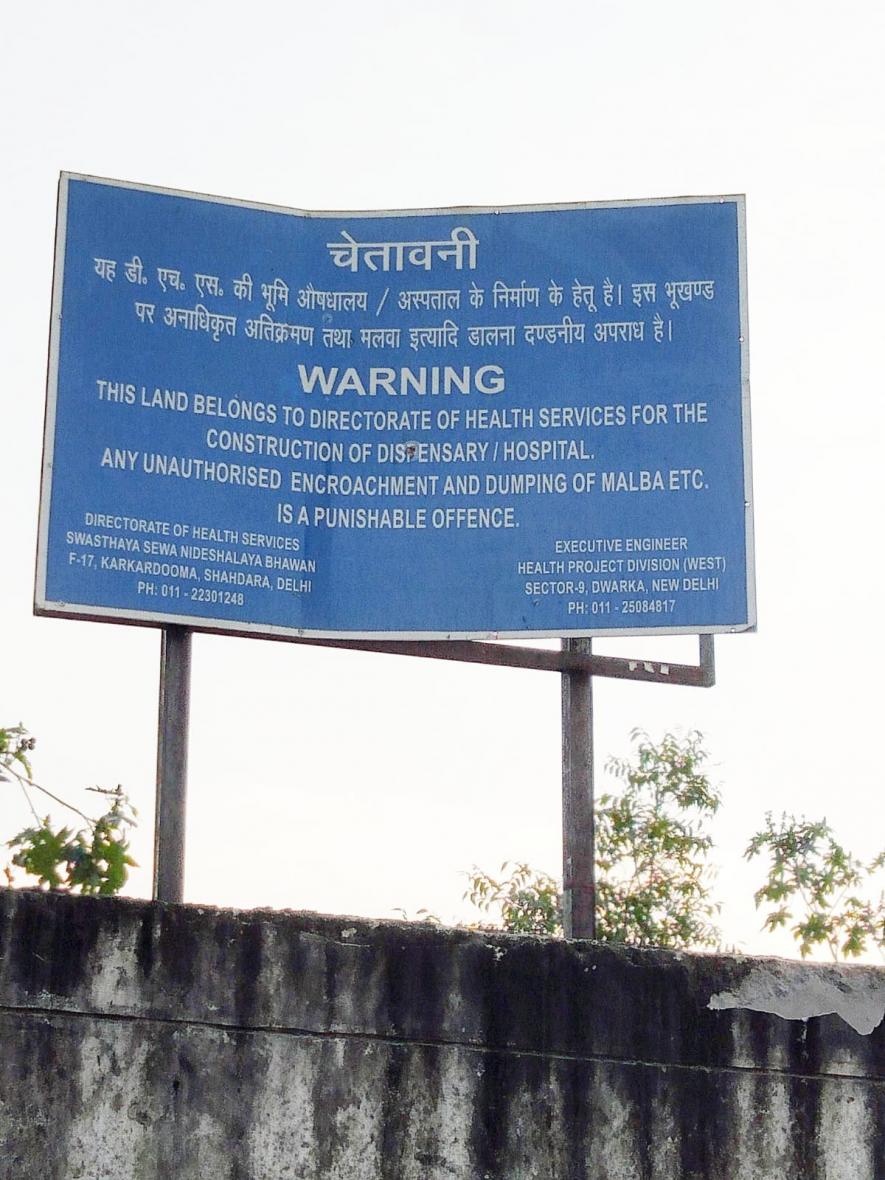 चेतावनी
यह डी॰ एच॰ एस॰ की भूमि औषधालय / अस्पताल के निर्माण के हेतू है। इस भूखण्ड
पर अनाधिकृत अतिक्रमण तथा मलवा इत्यादि डालना दण्डनीय अपराध है।
WARNING
THIS LAND BELONGS TO DIRECTORATE OF HEALTH SERVICES FOR THE
CONSTRUCTION OF DISPENSARY / HOSPITAL.
ANY UNAUTHORISED ENCROACHMENT AND DUMPING OF MALBA ETC.
IS A PUNISHABLE OFFENCE.
DIRECTORATE OF HEALTH SERVICES
SWASTHAYA SEWA NIDESHALAYA BHAWAN
F-17, KARKARDOOMA, SHAHDARA, DELHI
PH: 011 - 22301248
EXECUTIVE ENGINEER
HEALTH PROJECT DIVISION (WEST)
SECTOR-9, DWARKA, NEW DELHI
PH: 011 - 25084817